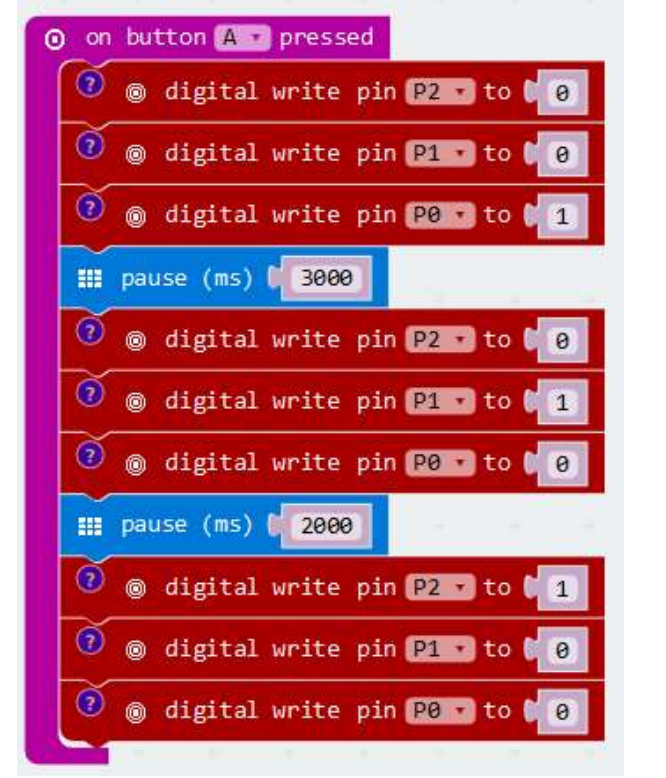 on button A pressed
? digital write pin P2 to 0
? digital write pin P1 to 0
? digital write pin P0 to 1
pause (ms) 3000
? digital write pin P2 to 0
? digital write pin P1 to 1
? digital write pin P0 to 0
pause (ms) 2000
? digital write pin P2 to 1
? digital write pin P1 to 0
? digital write pin P0 to 0